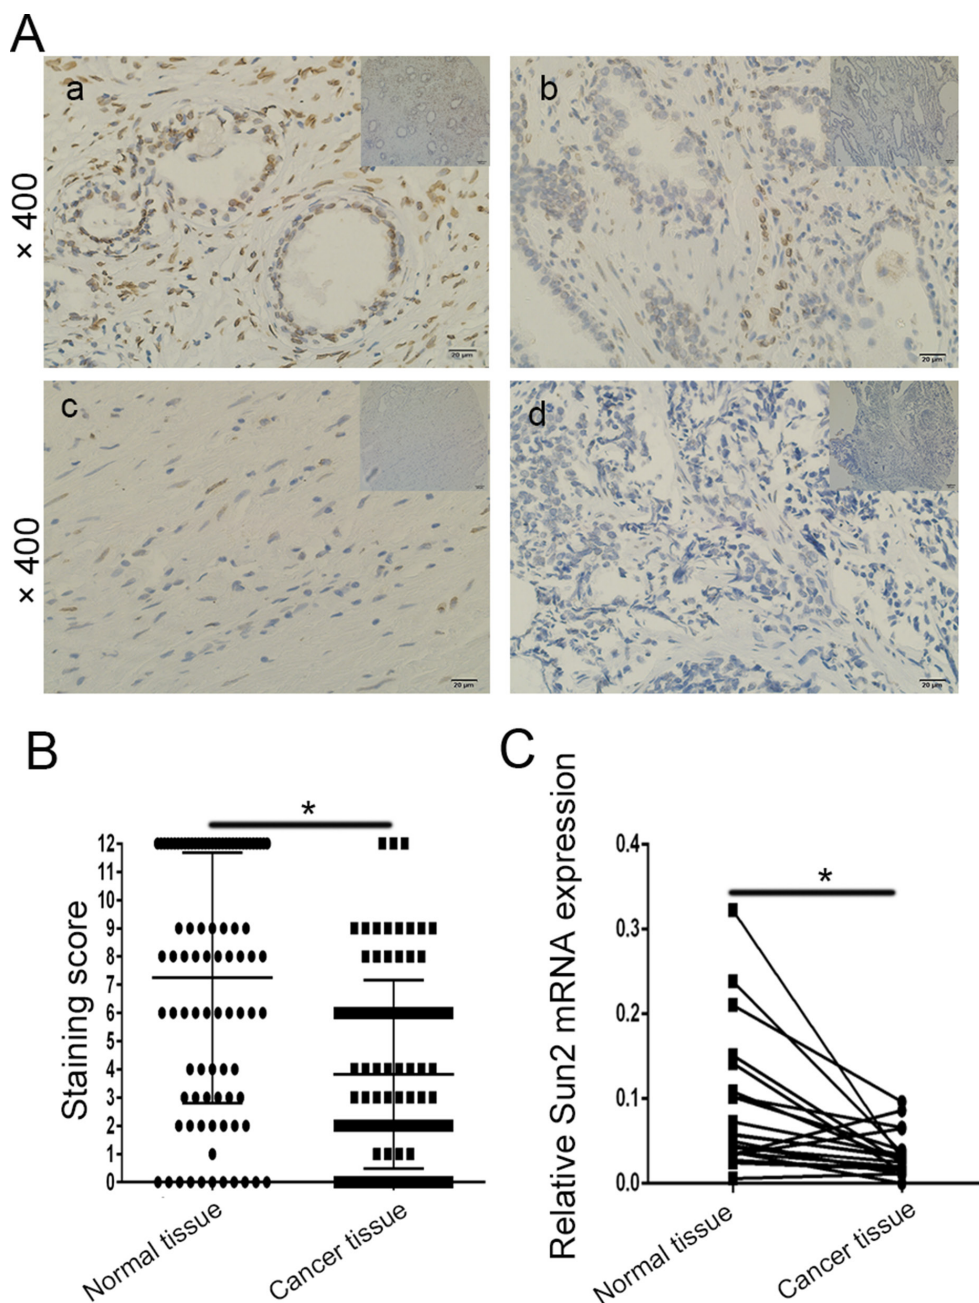 A
a
b
× 400
20 µm
20 µm
c
d
× 400
20 µm
20 µm
B
C
*
*
Staining score
12
11
10
9
8
7
6
5
4
3
2
1
0
Normal tissue
Cancer tissue
Relative Sun2 mRNA expression
0.4
0.3
0.2
0.1
0.0
Normal tissue
Cancer tissue